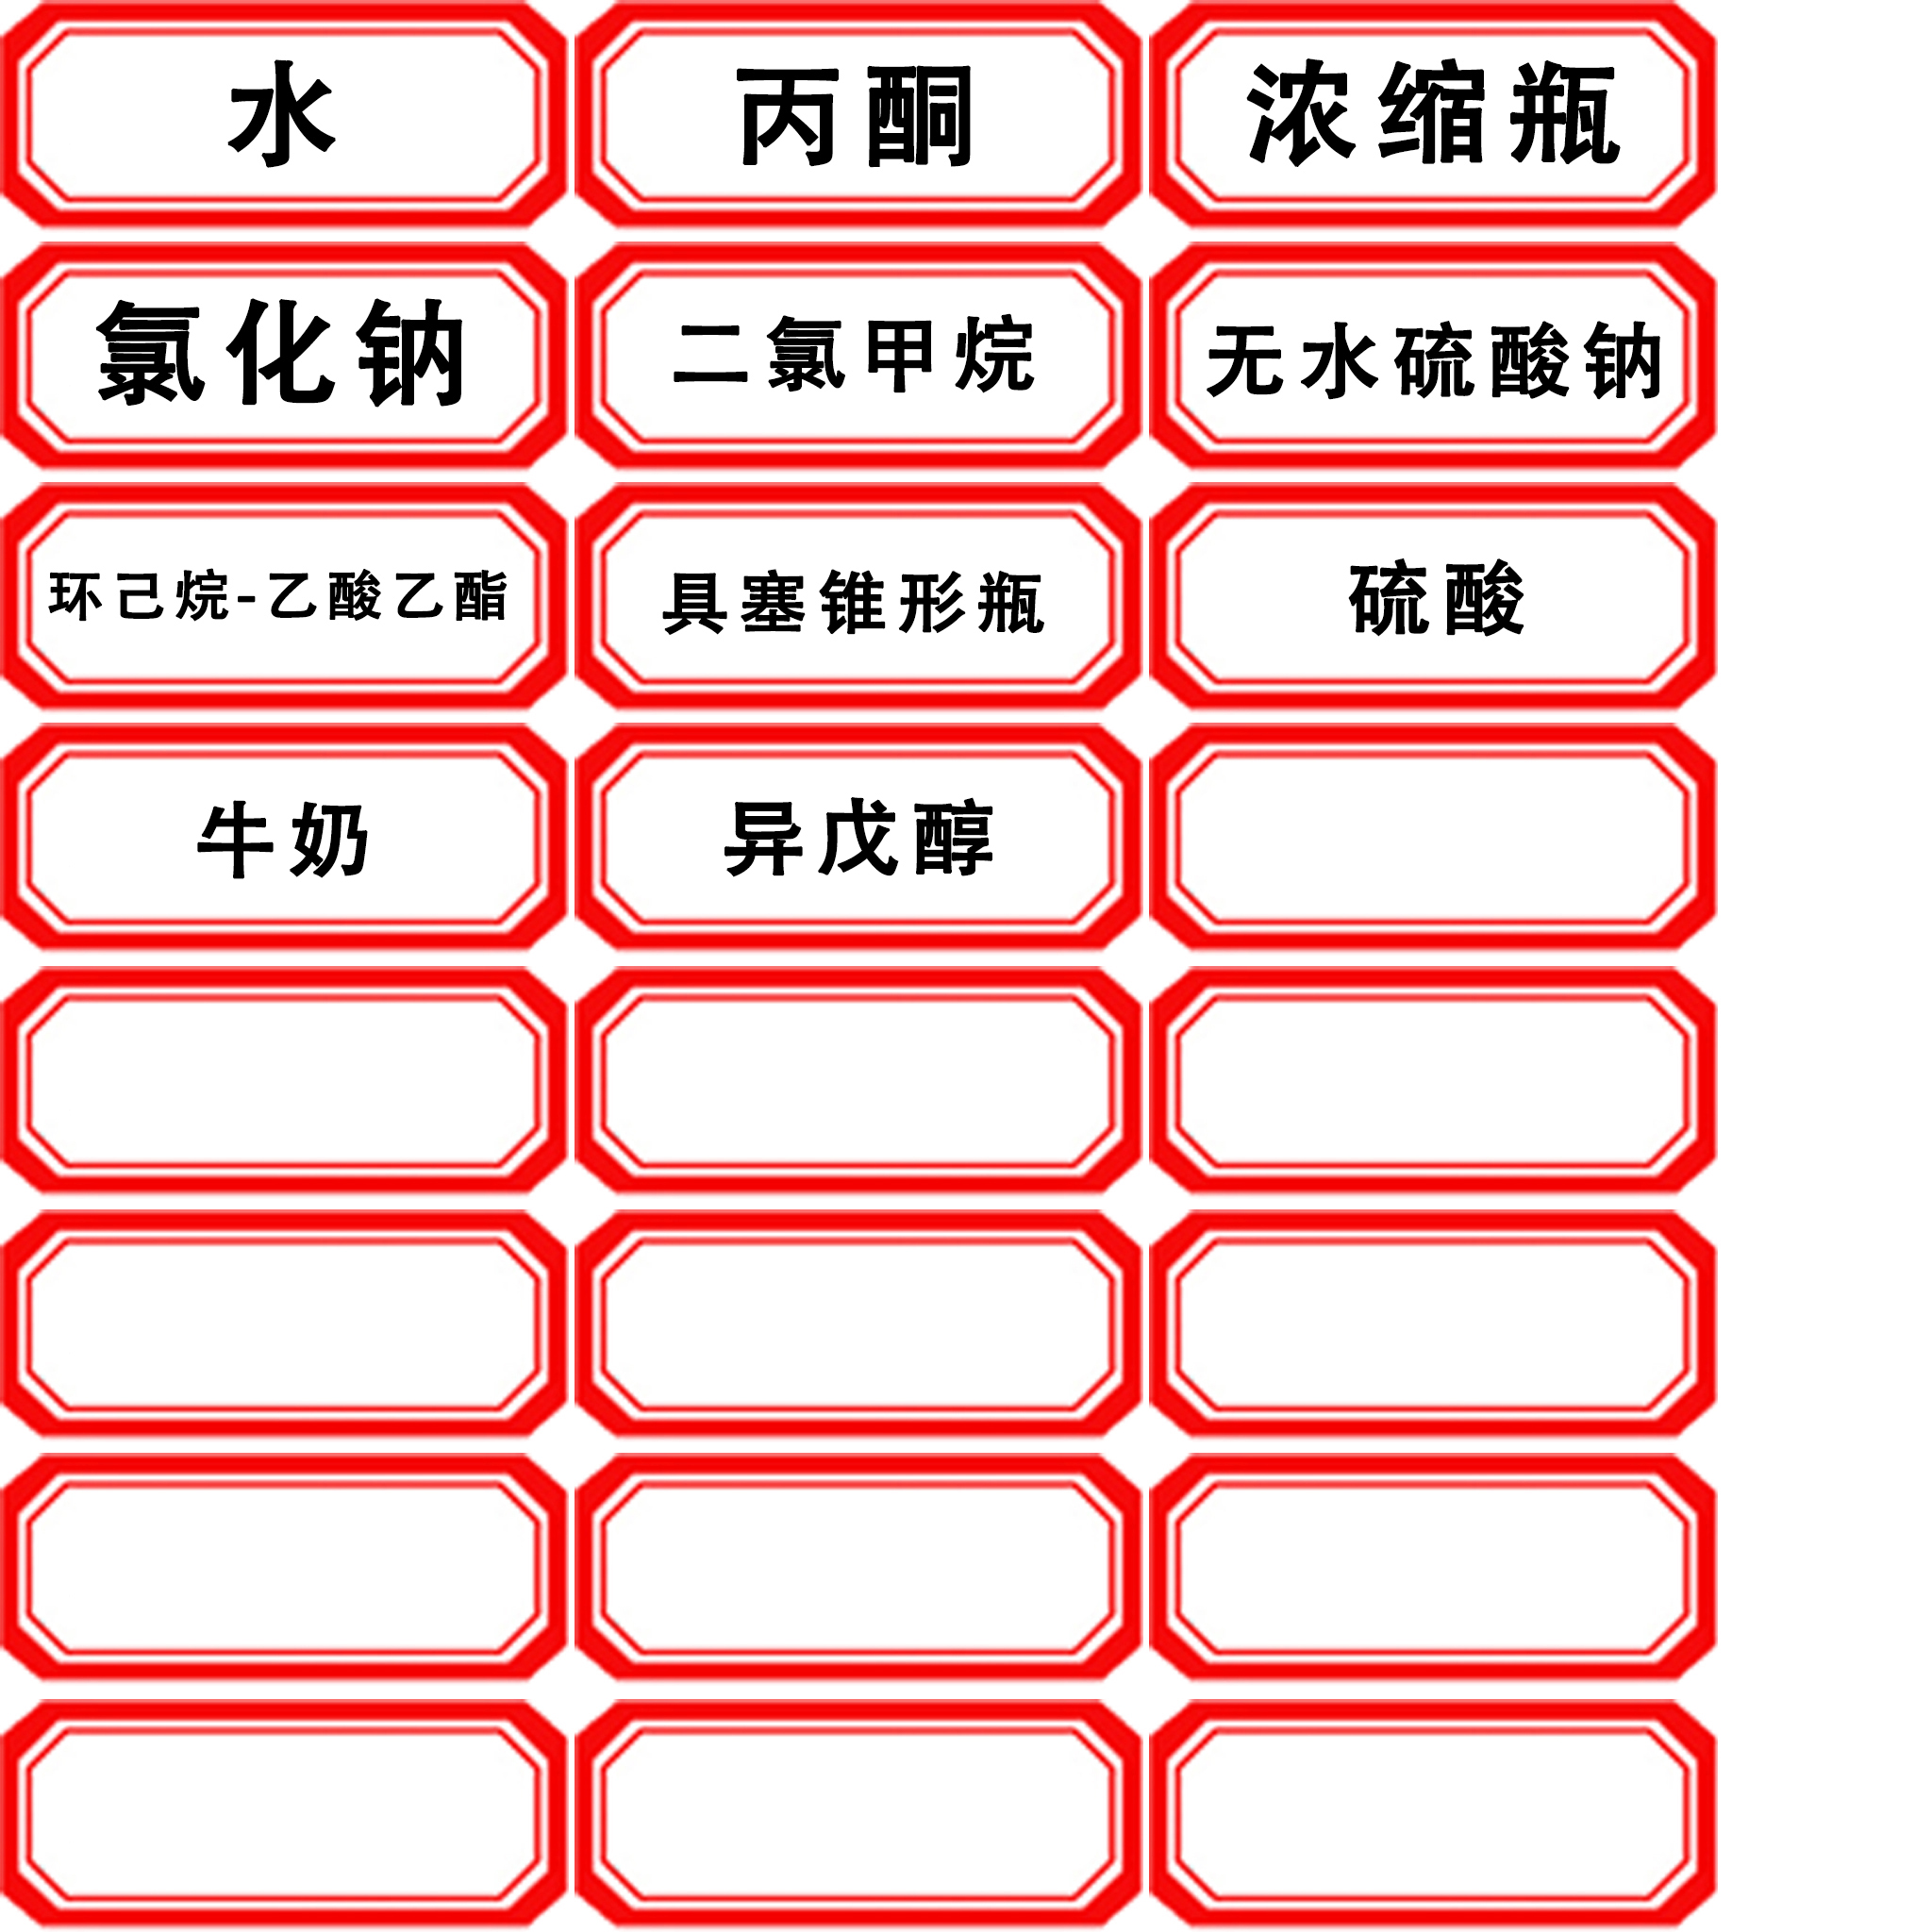 水
丙酮
浓缩瓶
氯化钠
二氯甲烷
无水硫酸钠
环己烷-乙酸乙酯
具塞锥形瓶
硫酸
牛奶
异戊醇